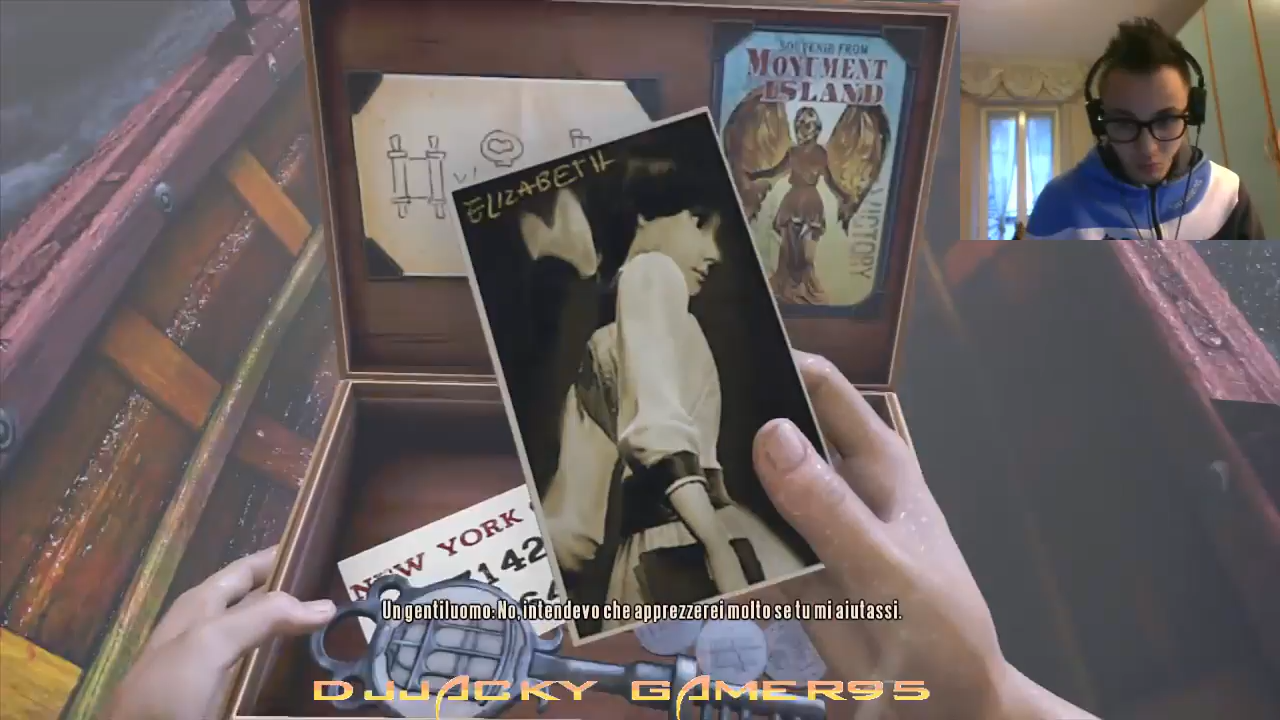 SOUVENIR FROM
MONUMENT
ISLAND
VICTORY
ELIZABETH
NEW YORK
Un gentiluomo: No, intendevo che apprezzerei molto se tu mi aiutassi.
DJJACKY GAMER95